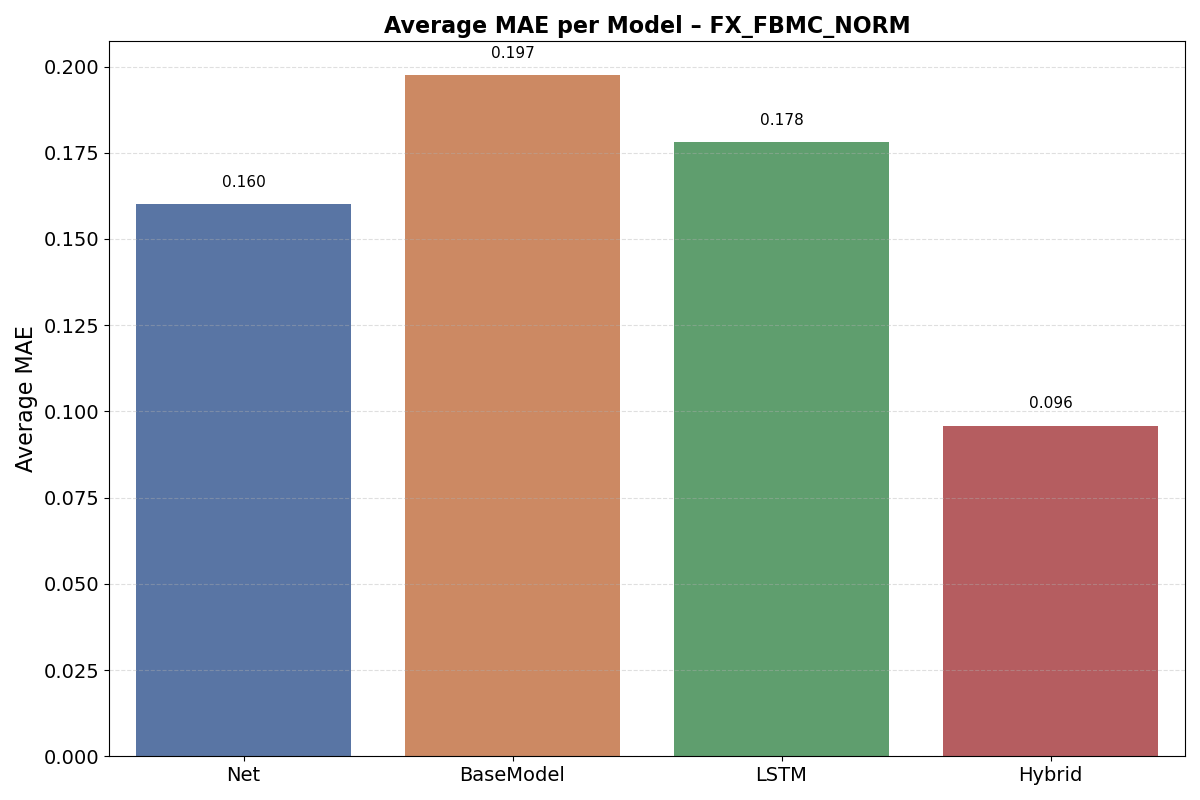 Average MAE per Model – FX_FBMC_NORM
Average MAE
0.200
0.175
0.150
0.125
0.100
0.075
0.050
0.025
0.000
0.160
0.197
0.178
0.096
Net
BaseModel
LSTM
Hybrid